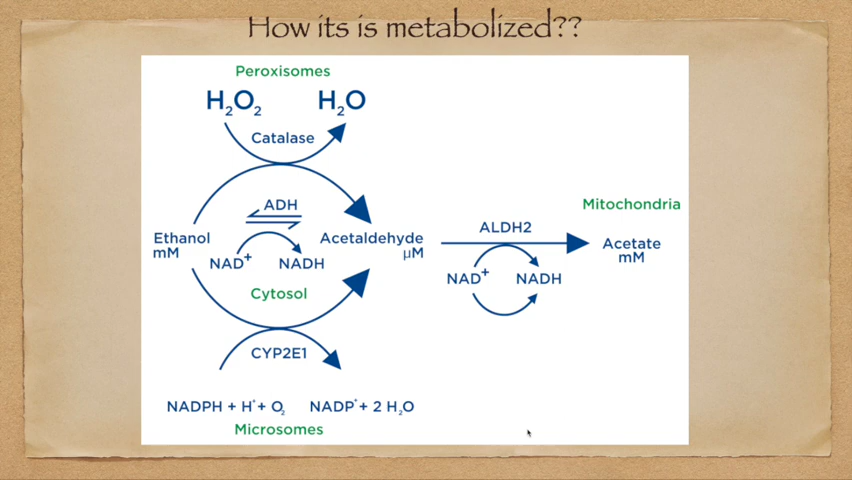 How its is metabolized??
Peroxisomes
H₂O₂ H₂O
Catalase
ADH
Ethanol
mM
NAD⁺ NADH
Acetaldehyde
μM
Cytosol
ALDH2
NAD⁺ NADH
Mitochondria
Acetate
mM
CYP2E1
NADPH + H⁺ + O₂ NADP⁺ + 2 H₂O
Microsomes